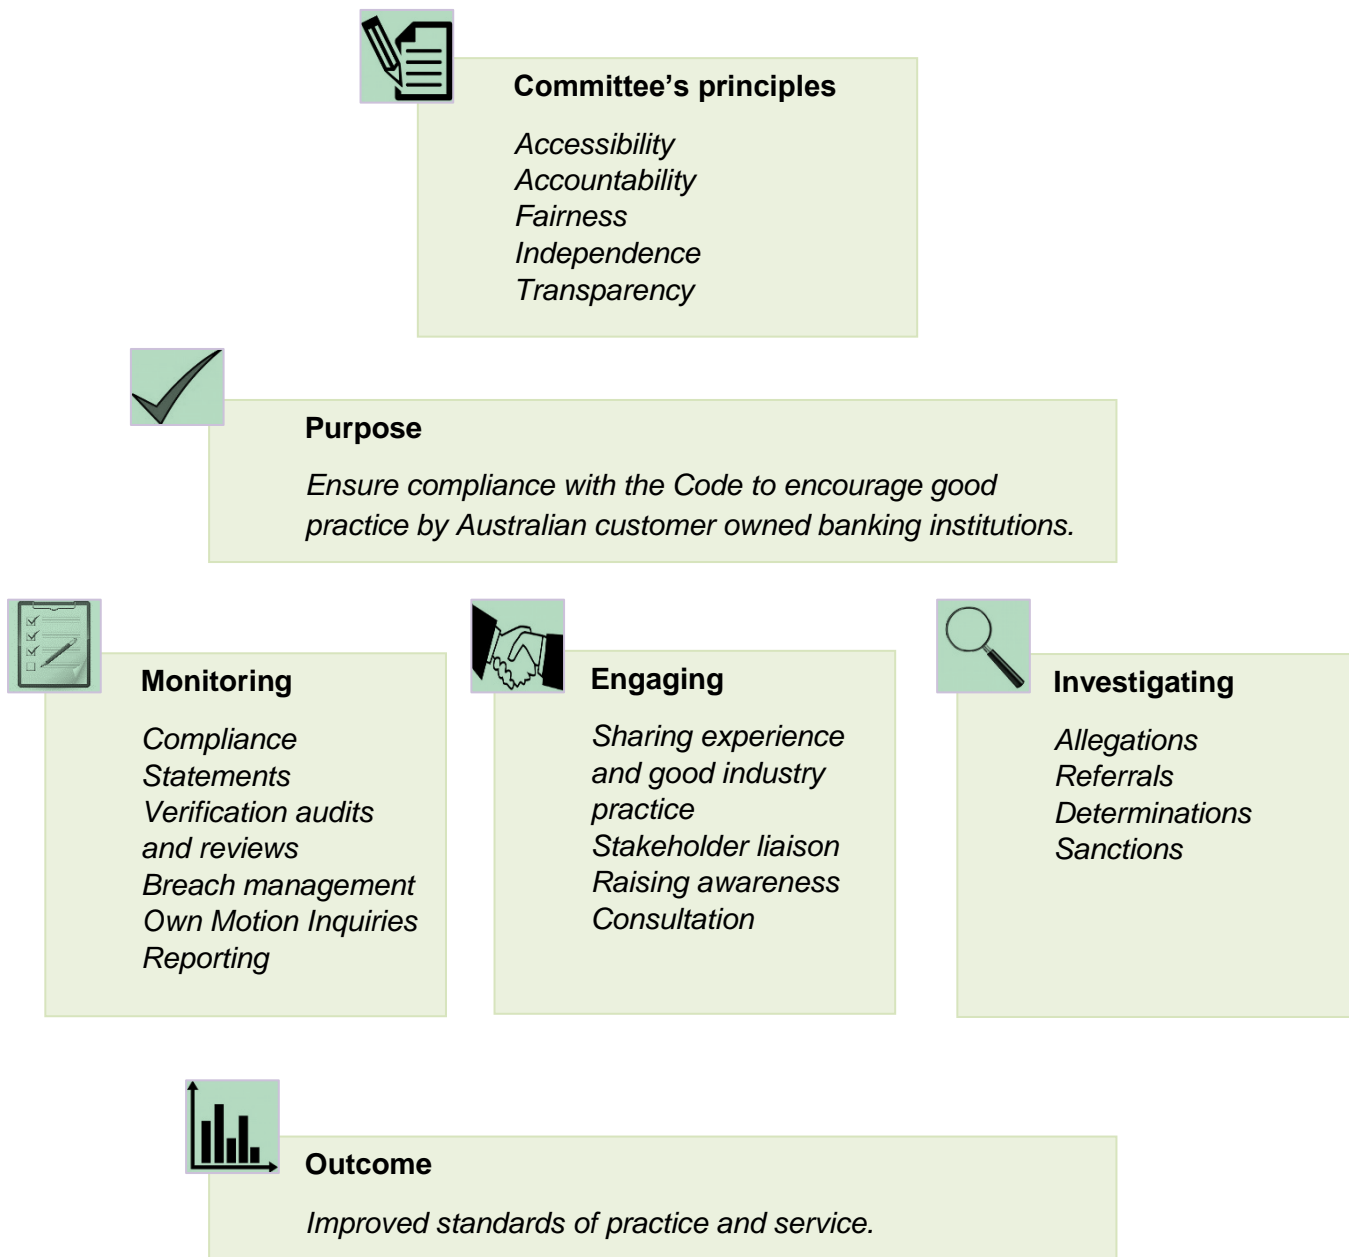 Committee’s principles
Accessibility
Accountability
Fairness
Independence
Transparency
Purpose
Ensure compliance with the Code to encourage good
practice by Australian customer owned banking institutions.
Monitoring
Compliance
Statements
Verification audits
and reviews
Breach management
Own Motion Inquiries
Reporting
Engaging
Sharing experience
and good industry
practice
Stakeholder liaison
Raising awareness
Consultation
Investigating
Allegations
Referrals
Determinations
Sanctions
Outcome
Improved standards of practice and service.